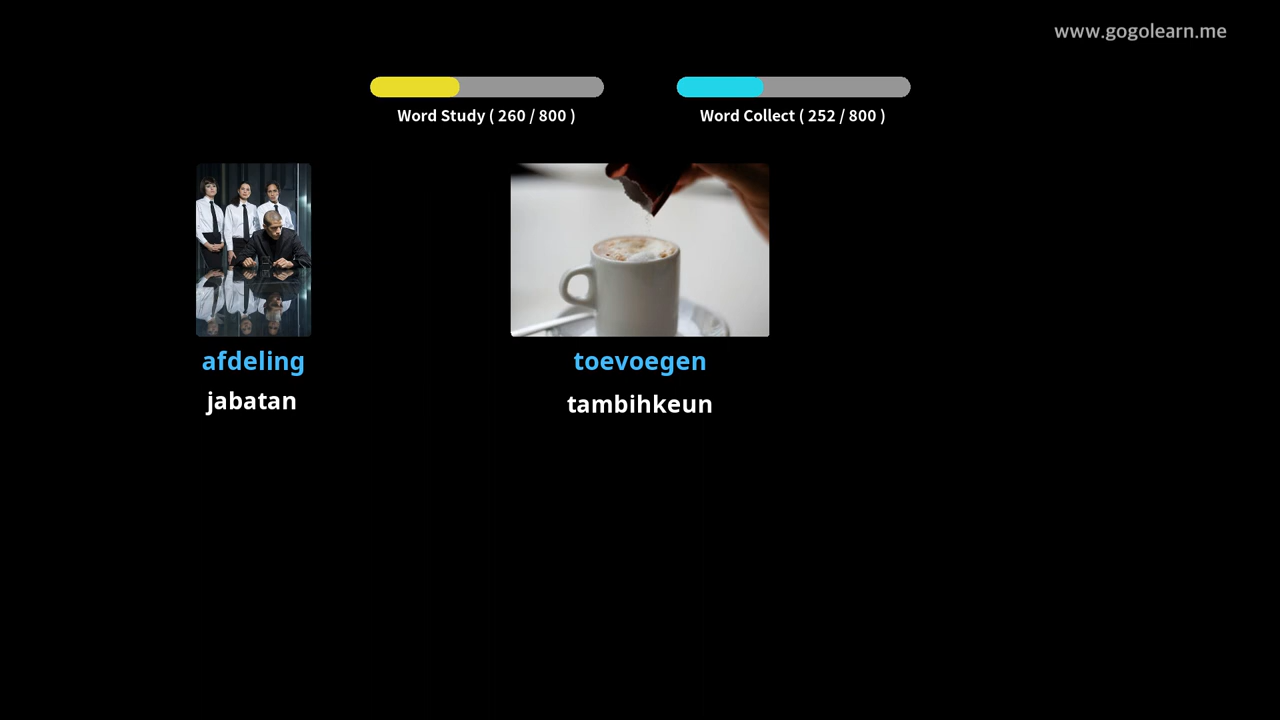 www.gogolearn.me
Word Study ( 260 / 800 )
Word Collect ( 252 / 800 )
afdeling
jabatan
toevoegen
tambihkeun